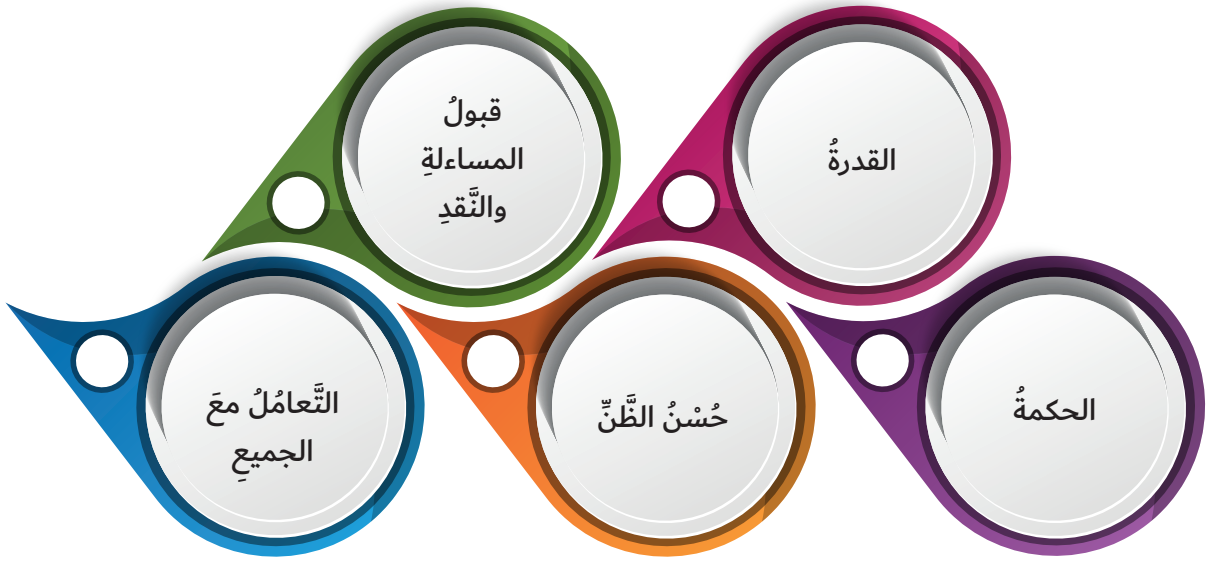 القدرةُ
قبولُ
المساءلةِ
والنَّقدِ
الحكمةُ
حُسْنُ الظَّنِّ
التَّعامُلُ معَ
الجميعِ